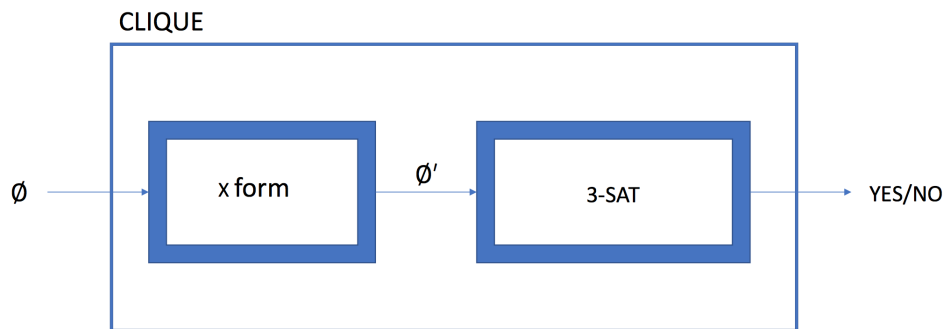 CLIQUE
Ø
x form
Ø′
3-SAT
YES/NO